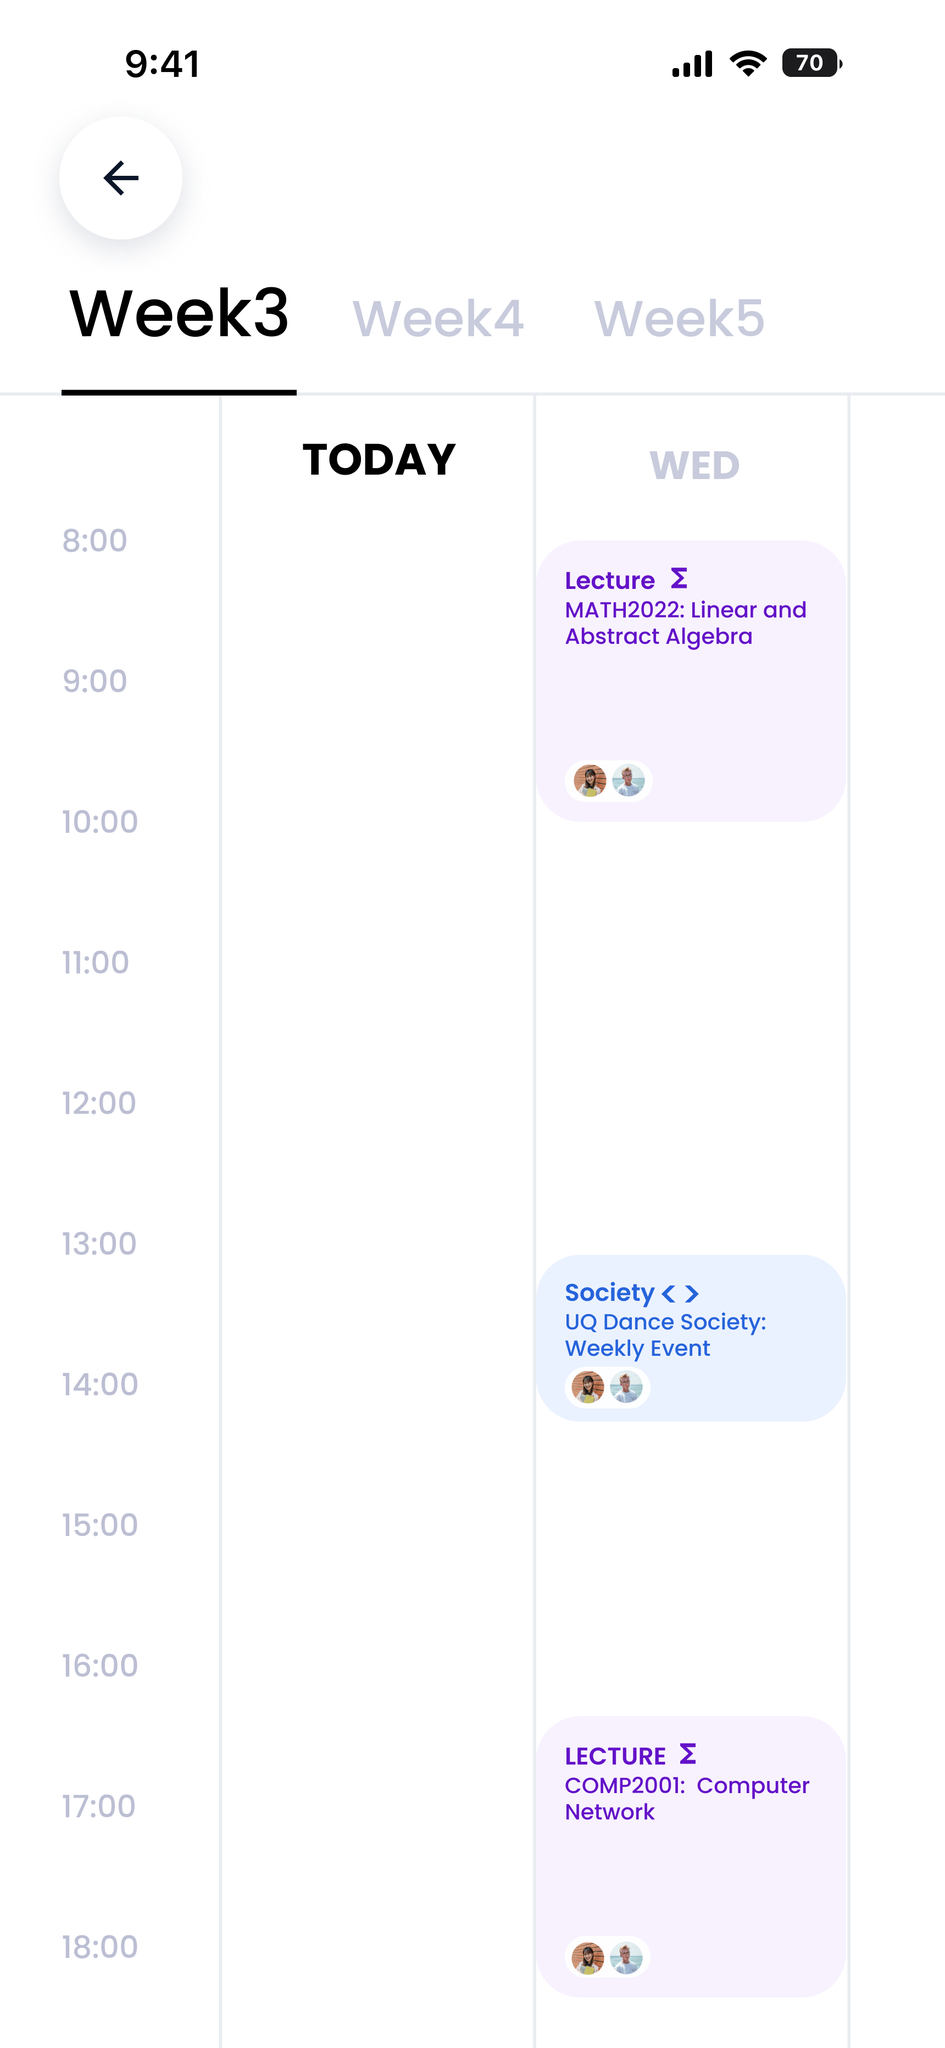 9:41
70
Week3 Week4 Week5
TODAY WED
8:00
Lecture Σ
MATH2022: Linear and
Abstract Algebra
9:00
10:00
11:00
12:00
13:00
Society < >
UQ Dance Society:
Weekly Event
14:00
15:00
16:00
LECTURE Σ
COMP2001:  Computer
Network
17:00
18:00